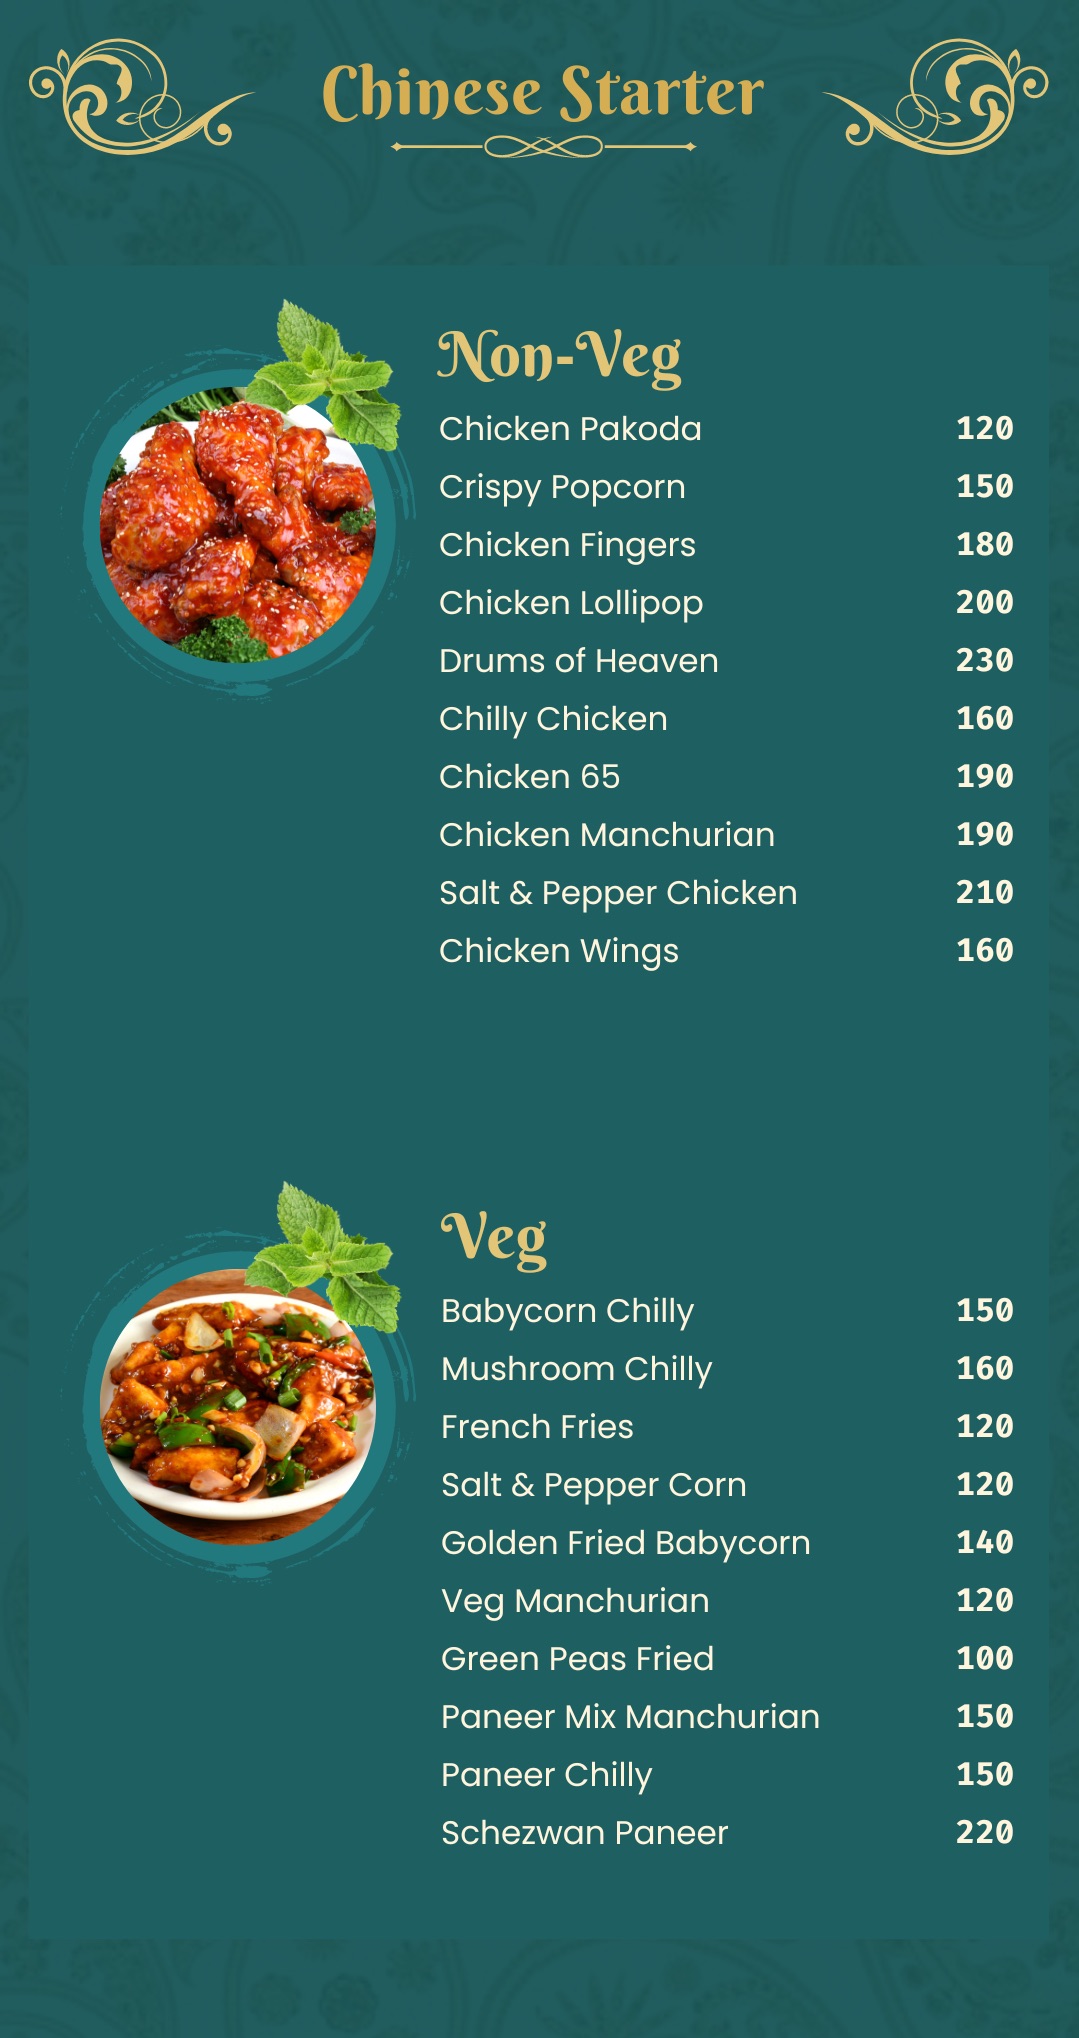 Chinese Starter
Non-Veg
Chicken Pakoda 120
Crispy Popcorn 150
Chicken Fingers 180
Chicken Lollipop 200
Drums of Heaven 230
Chilly Chicken 160
Chicken 65 190
Chicken Manchurian 190
Salt & Pepper Chicken 210
Chicken Wings 160
Veg
Babycorn Chilly 150
Mushroom Chilly 160
French Fries 120
Salt & Pepper Corn 120
Golden Fried Babycorn 140
Veg Manchurian 120
Green Peas Fried 100
Paneer Mix Manchurian 150
Paneer Chilly 150
Schezwan Paneer 220